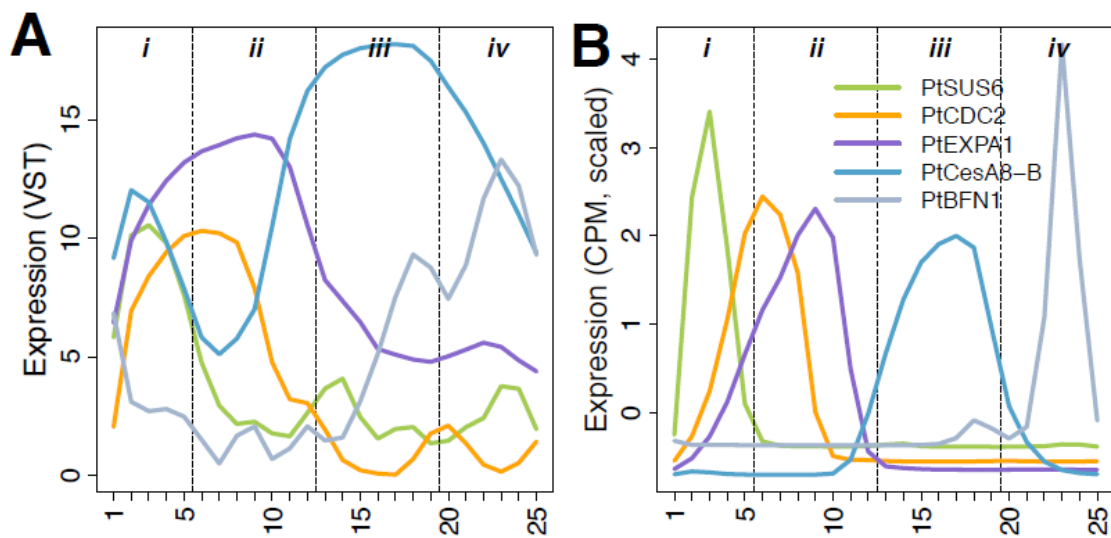 A
i ii iii iv
Expression (VST)
0 5 10 15
1 5 10 15 20 25
B
i ii iii iv
Expression (CPM, scaled)
0 1 2 3 4
PtSUS6
PtCDC2
PtEXPA1
PtCesA8–B
PtBFN1
1 5 10 15 20 25